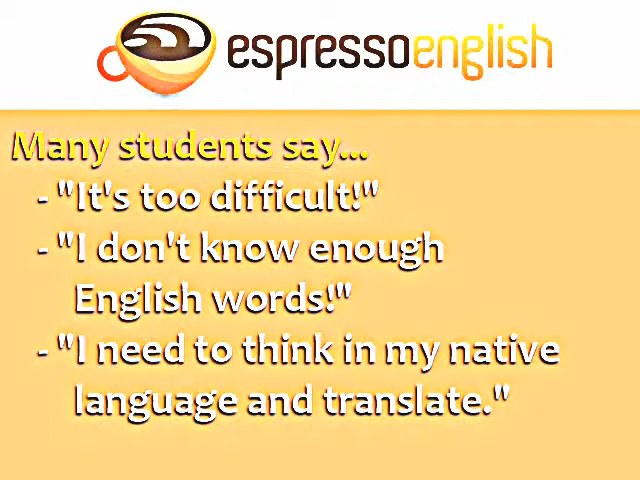 espressoenglish
Many students say...
- "It's too difficult!"
- "I don't know enough
English words!"
- "I need to think in my native
language and translate."